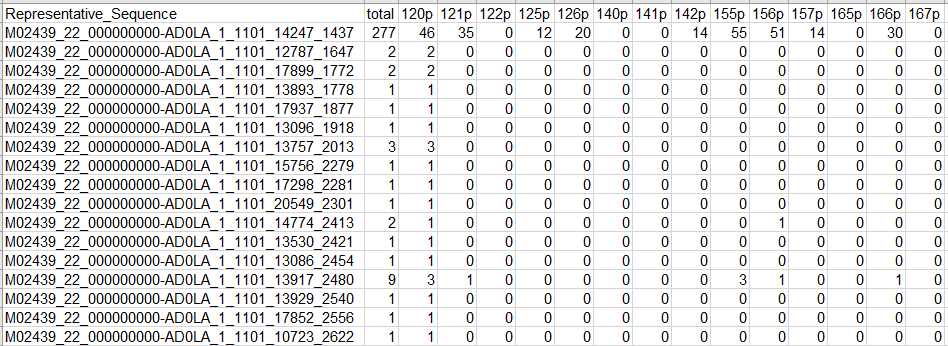 Representative_Sequence total 120p 121p 122p 125p 126p 140p 141p 142p 155p 156p 157p 165p 166p 167p
M02439_22_000000000-AD0LA_1_1101_14247_1437 277 46 35 0 12 20 0 0 14 55 51 14 0 30 0
M02439_22_000000000-AD0LA_1_1101_12787_1647 2 2 0 0 0 0 0 0 0 0 0 0 0 0 0
M02439_22_000000000-AD0LA_1_1101_17899_1772 2 2 0 0 0 0 0 0 0 0 0 0 0 0 0
M02439_22_000000000-AD0LA_1_1101_13893_1778 1 1 0 0 0 0 0 0 0 0 0 0 0 0 0
M02439_22_000000000-AD0LA_1_1101_17937_1877 1 1 0 0 0 0 0 0 0 0 0 0 0 0 0
M02439_22_000000000-AD0LA_1_1101_13096_1918 1 1 0 0 0 0 0 0 0 0 0 0 0 0 0
M02439_22_000000000-AD0LA_1_1101_13757_2013 3 3 0 0 0 0 0 0 0 0 0 0 0 0 0
M02439_22_000000000-AD0LA_1_1101_15756_2279 1 1 0 0 0 0 0 0 0 0 0 0 0 0 0
M02439_22_000000000-AD0LA_1_1101_17298_2281 1 1 0 0 0 0 0 0 0 0 0 0 0 0 0
M02439_22_000000000-AD0LA_1_1101_20549_2301 1 1 0 0 0 0 0 0 0 0 0 0 0 0 0
M02439_22_000000000-AD0LA_1_1101_14774_2413 2 1 0 0 0 0 0 0 0 0 1 0 0 0 0
M02439_22_000000000-AD0LA_1_1101_13530_2421 1 1 0 0 0 0 0 0 0 0 0 0 0 0 0
M02439_22_000000000-AD0LA_1_1101_13086_2454 1 1 0 0 0 0 0 0 0 0 0 0 0 0 0
M02439_22_000000000-AD0LA_1_1101_13917_2480 9 3 1 0 0 0 0 0 0 3 1 0 0 1 0
M02439_22_000000000-AD0LA_1_1101_13929_2540 1 1 0 0 0 0 0 0 0 0 0 0 0 0 0
M02439_22_000000000-AD0LA_1_1101_17852_2556 1 1 0 0 0 0 0 0 0 0 0 0 0 0 0
M02439_22_000000000-AD0LA_1_1101_10723_2622 1 1 0 0 0 0 0 0 0 0 0 0 0 0 0